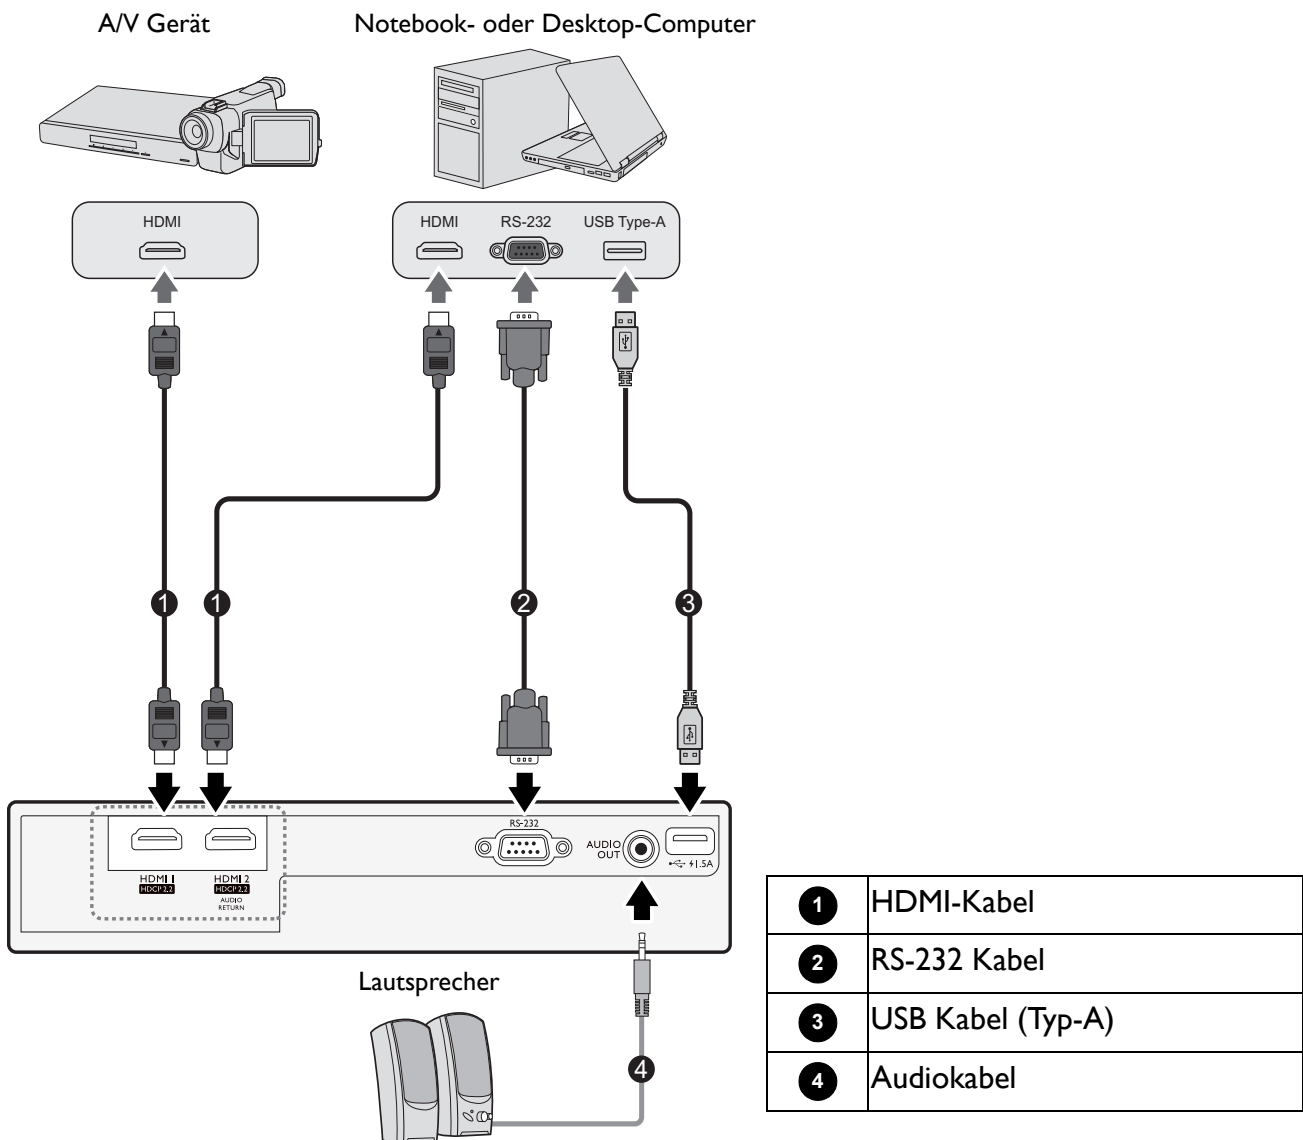 A/V Gerät
Notebook- oder Desktop-Computer
HDMI
HDMI RS-232 USB Type-A
1 1 2 3
RS-232
AUDIO
OUT
1.5A
HDMI 1
HDCP 2.2
HDMI 2
HDCP 2.2
AUDIO
RETURN
Lautsprecher
4
1 HDMI-Kabel
2 RS-232 Kabel
3 USB Kabel (Typ-A)
4 Audiokabel